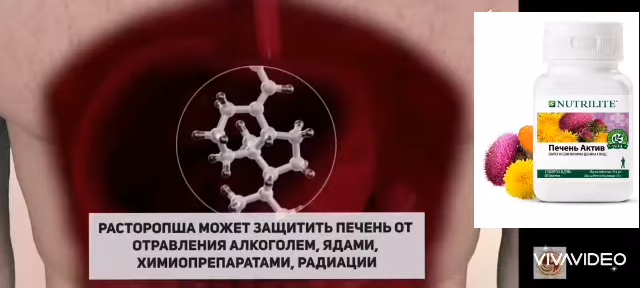 РАСТОРОПША МОЖЕТ ЗАЩИТИТЬ ПЕЧЕНЬ ОТ
ОТРАВЛЕНИЯ АЛКОГОЛЕМ, ЯДАМИ,
ХИМИОПРЕПАРАТАМИ, РАДИАЦИИ
NUTRILITE
Печень Актив
VIVAVIDEO